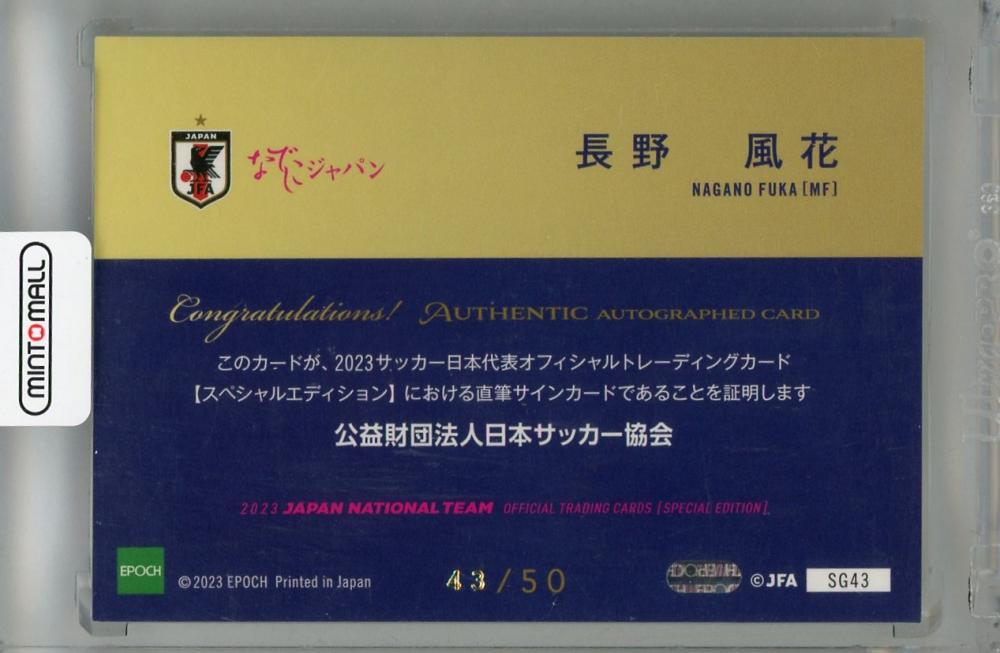 JAPAN
JFA
なでしこジャパン
長野 風花
NAGANO FUKA [MF]
MINTOMALL
Congratulations! AUTHENTIC AUTOGRAPHED CARD
このカードが、2023サッカー日本代表オフィシャルトレーディングカード
【スペシャルエディション】における直筆サインカードであることを証明します
公益財団法人日本サッカー協会
2023 JAPAN NATIONAL TEAM OFFICIAL TRADING CARDS [SPECIAL EDITION]
EPOCH
©2023 EPOCH Printed in Japan
43/50
©JFA
SG43